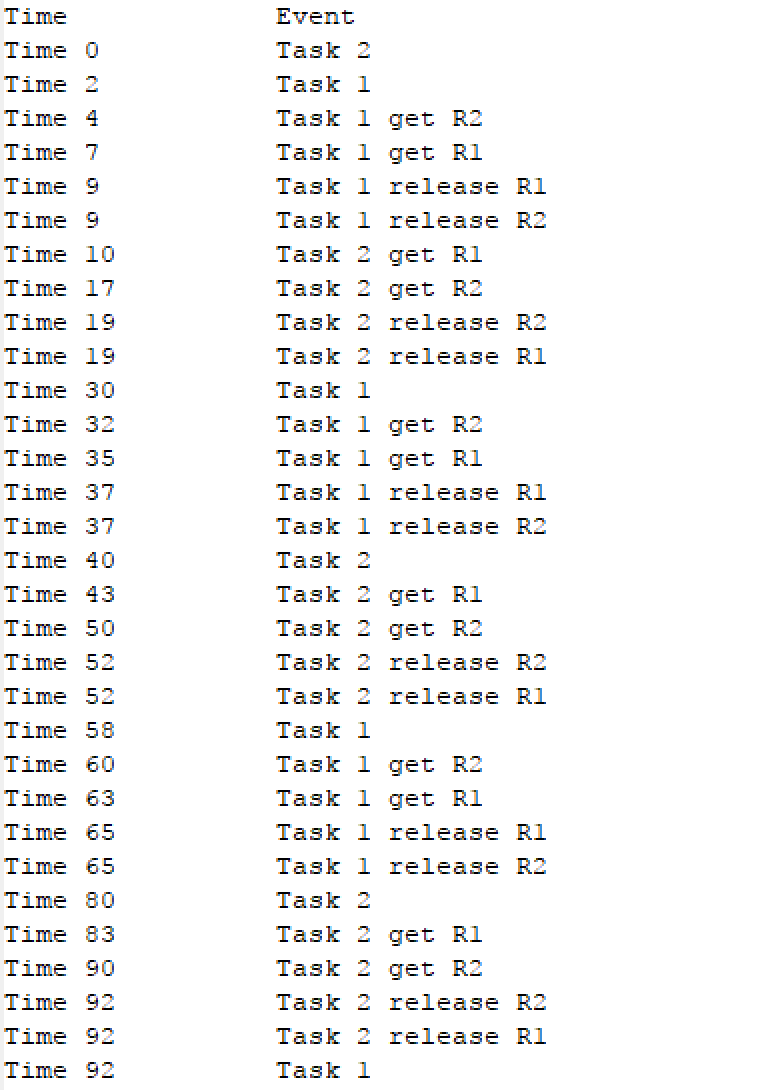 Time Event
Time 0 Task 2
Time 2 Task 1
Time 4 Task 1 get R2
Time 7 Task 1 get R1
Time 9 Task 1 release R1
Time 9 Task 1 release R2
Time 10 Task 2 get R1
Time 17 Task 2 get R2
Time 19 Task 2 release R2
Time 19 Task 2 release R1
Time 30 Task 1
Time 32 Task 1 get R2
Time 35 Task 1 get R1
Time 37 Task 1 release R1
Time 37 Task 1 release R2
Time 40 Task 2
Time 43 Task 2 get R1
Time 50 Task 2 get R2
Time 52 Task 2 release R2
Time 52 Task 2 release R1
Time 58 Task 1
Time 60 Task 1 get R2
Time 63 Task 1 get R1
Time 65 Task 1 release R1
Time 65 Task 1 release R2
Time 80 Task 2
Time 83 Task 2 get R1
Time 90 Task 2 get R2
Time 92 Task 2 release R2
Time 92 Task 2 release R1
Time 92 Task 1